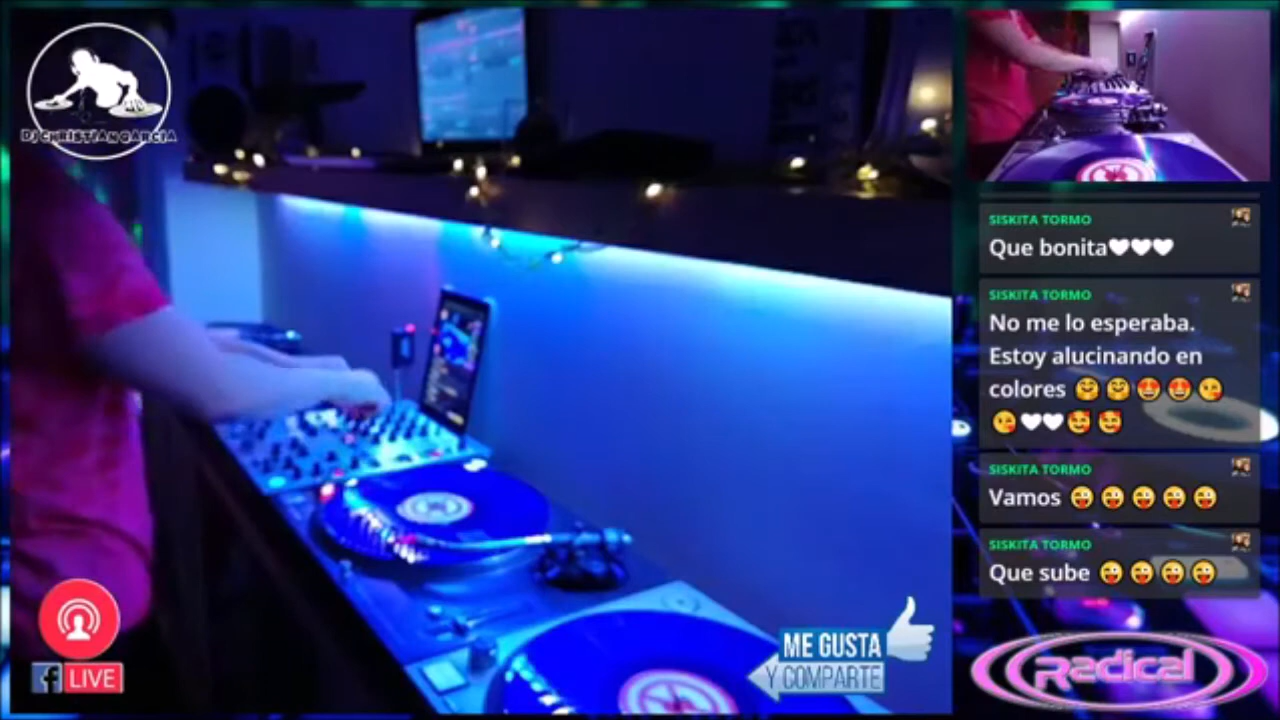 DJ CHRISTIAN GARCIA
SISKITA TORMO
Que bonita🤍🤍🤍
SISKITA TORMO
No me lo esperaba.
Estoy alucinando en
colores 🤗🤗🤩🤩😘
😘🤍🤍🥰🥰
SISKITA TORMO
Vamos 😜😜😜😜😜
SISKITA TORMO
Que sube 😜😜😜😜
f LIVE
ME GUSTA
Y COMPARTE
Radical